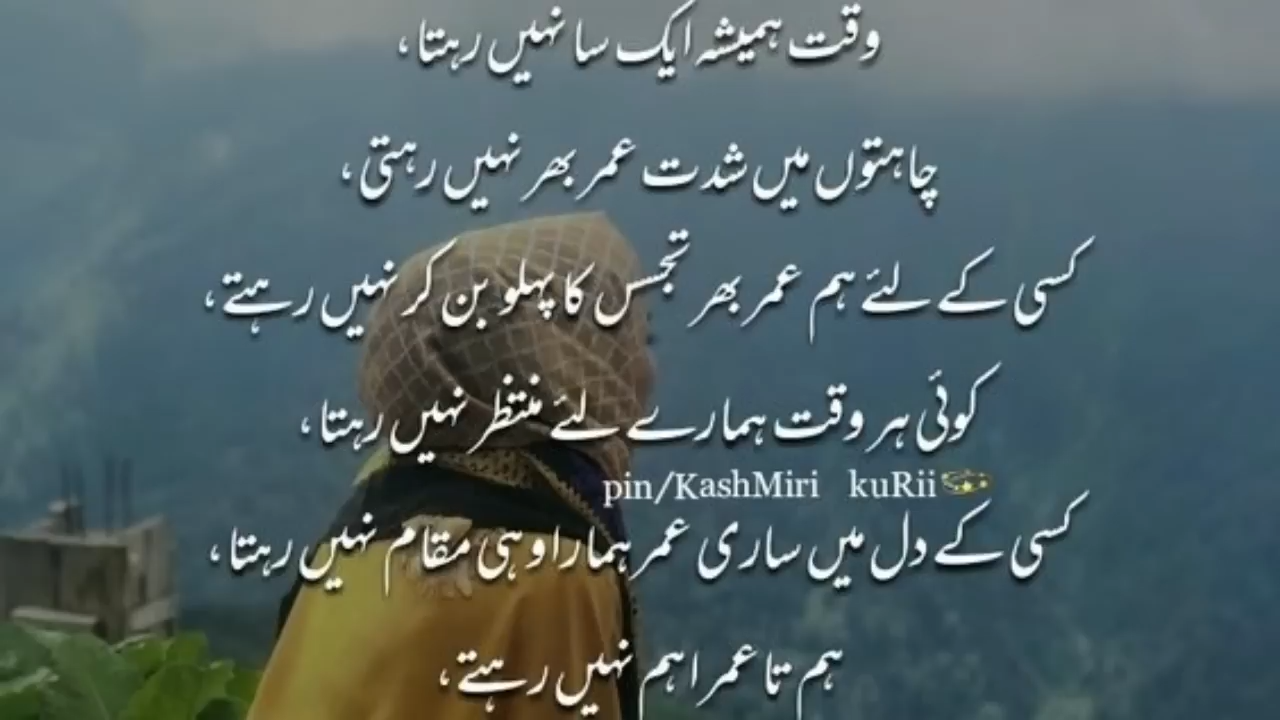 وقت ہمیشہ ایک سا نہیں رہتا،
چاہتوں میں شدت عمر بھر نہیں رہتی،
کسی کے لئے ہم عمر بھر تجسس کا پہلو بن کر نہیں رہتے،
کوئی ہر وقت ہمارے لئے منتظر نہیں رہتا،
pin/KashMiri kuRii💫
کسی کے دل میں ساری عمر ہمارا وہی مقام نہیں رہتا،
ہم تا عمر اہم نہیں رہتے،